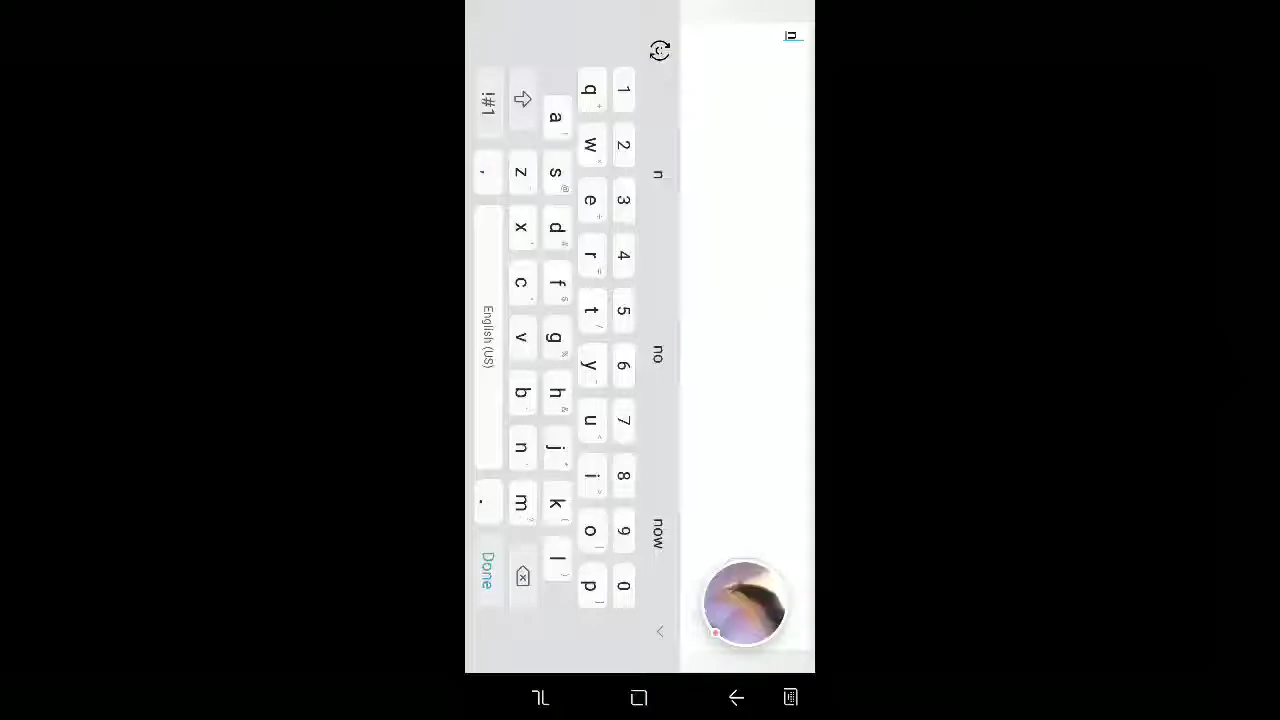 n
n no now
1 2 3 4 5 6 7 8 9 0
q w e r t y u i o p
a s d f g h j k l
z x c v b n m
!#1 , English (US) . Done